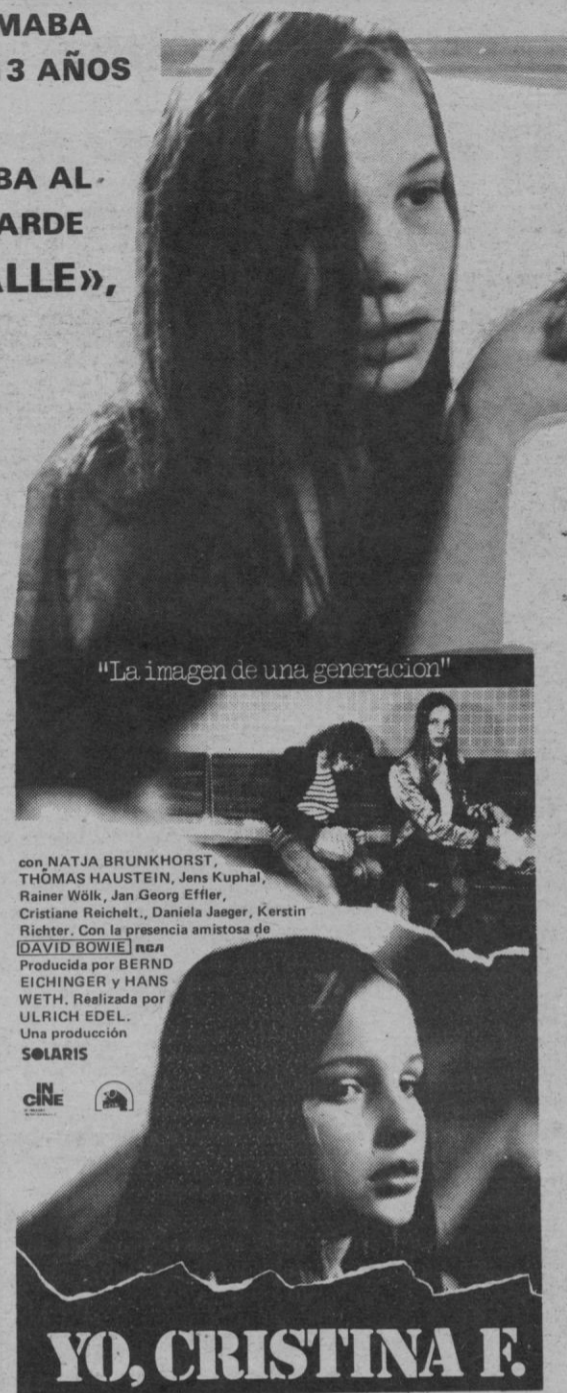 MABA
3 AÑOS
BA AL
ARDE
ALLE»,
"La imagen de una generación"
con NATJA BRUNKHORST,
THOMAS HAUSTEIN, Jens Kuphal,
Rainer Wölk, Jan Georg Effler,
Cristiane Reichelt., Daniela Jaeger, Kerstin
Richter. Con la presencia amistosa de
DAVID BOWIE RCA
Producida por BERND
EICHINGER y HANS
WETH. Realizada por
ULRICH EDEL.
Una producción
SOLARIS
IN
CINE
YO, CRISTINA F.